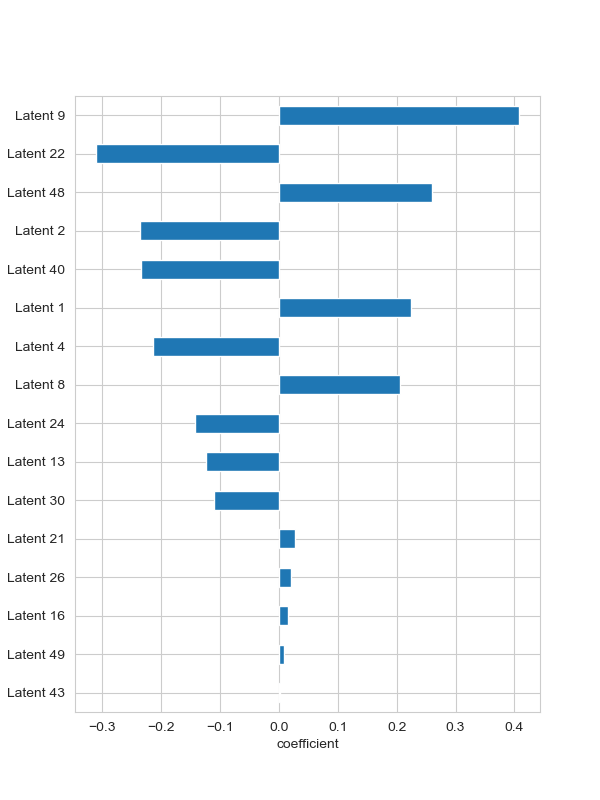 Latent 9
Latent 22
Latent 48
Latent 2
Latent 40
Latent 1
Latent 4
Latent 8
Latent 24
Latent 13
Latent 30
Latent 21
Latent 26
Latent 16
Latent 49
Latent 43
−0.3 −0.2 −0.1 0.0 0.1 0.2 0.3 0.4
coefficient